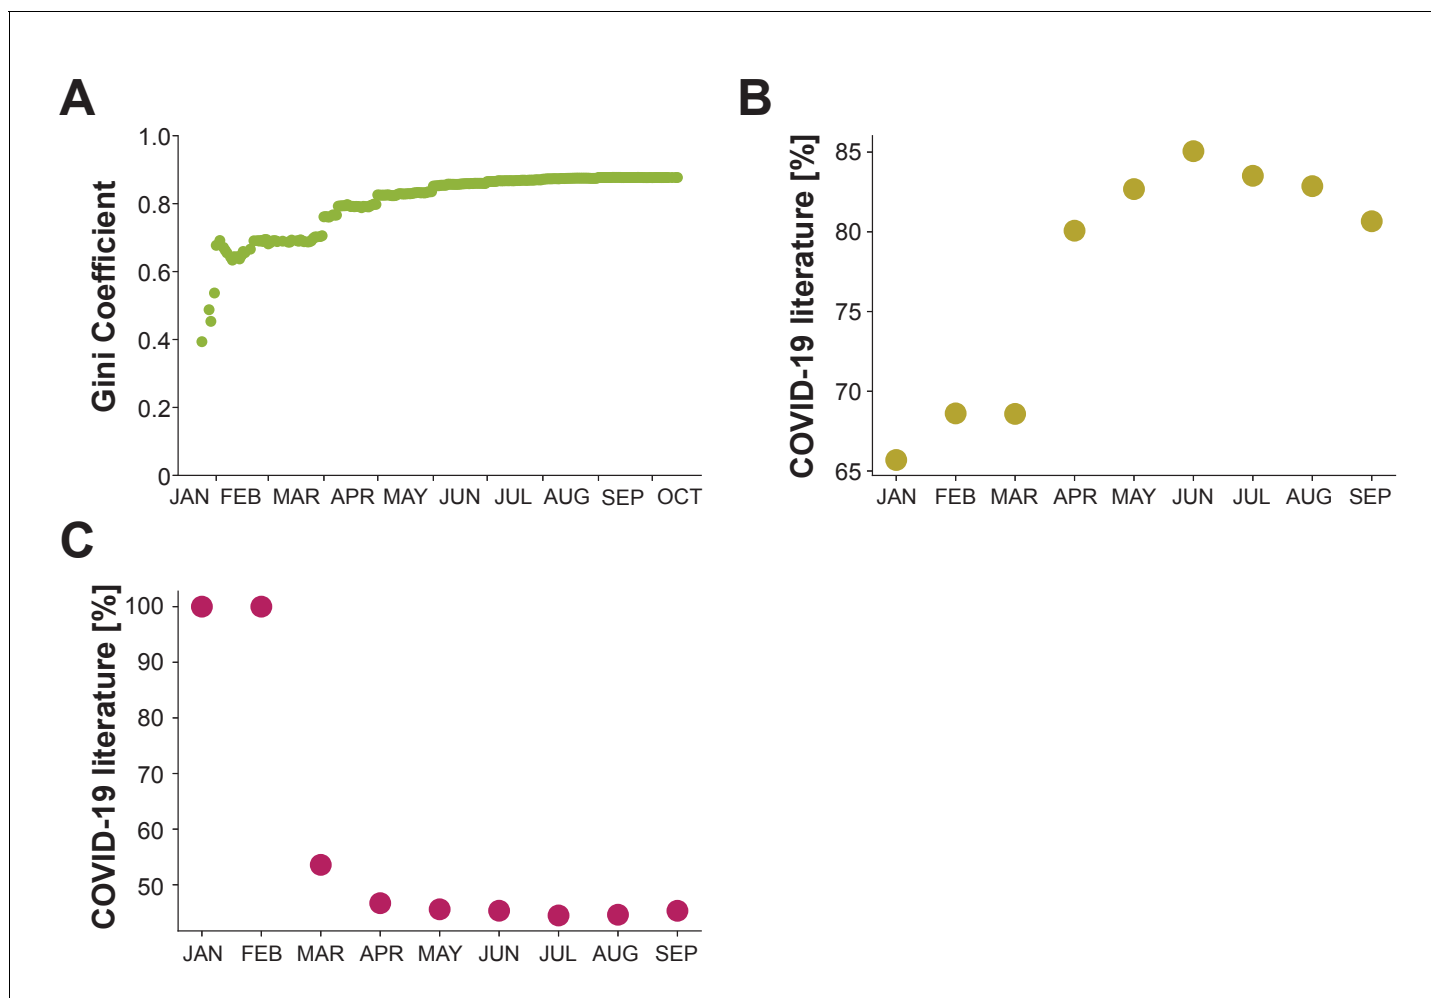 A
Gini Coefficient
1.0
0.8
0.6
0.4
0.2
0
JAN FEB MAR APR MAY JUN JUL AUG SEP OCT
B
COVID-19 literature [%]
85
80
75
70
65
JAN FEB MAR APR MAY JUN JUL AUG SEP
C
COVID-19 literature [%]
100
90
80
70
60
50
JAN FEB MAR APR MAY JUN JUL AUG SEP